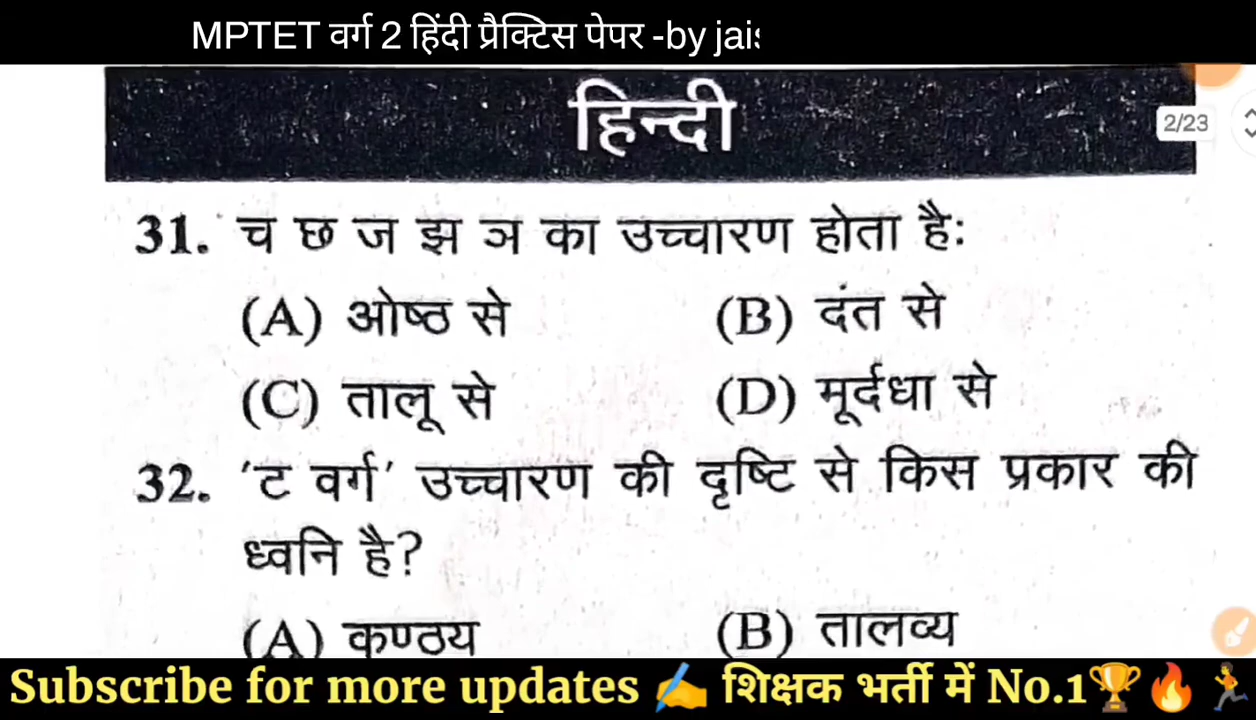 MPTET वर्ग 2 हिंदी प्रैक्टिस पेपर -by jais
हिन्दी
2/23
31. च छ ज झ ञ का उच्चारण होता है:
(A) ओष्ठ से (B) दंत से
(C) तालू से (D) मूर्दधा से
32. 'ट वर्ग' उच्चारण की दृष्टि से किस प्रकार की
ध्वनि है?
(A) कण्ठय (B) तालव्य
Subscribe for more updates ✍️ शिक्षक भर्ती में No.1🏆🔥🏃